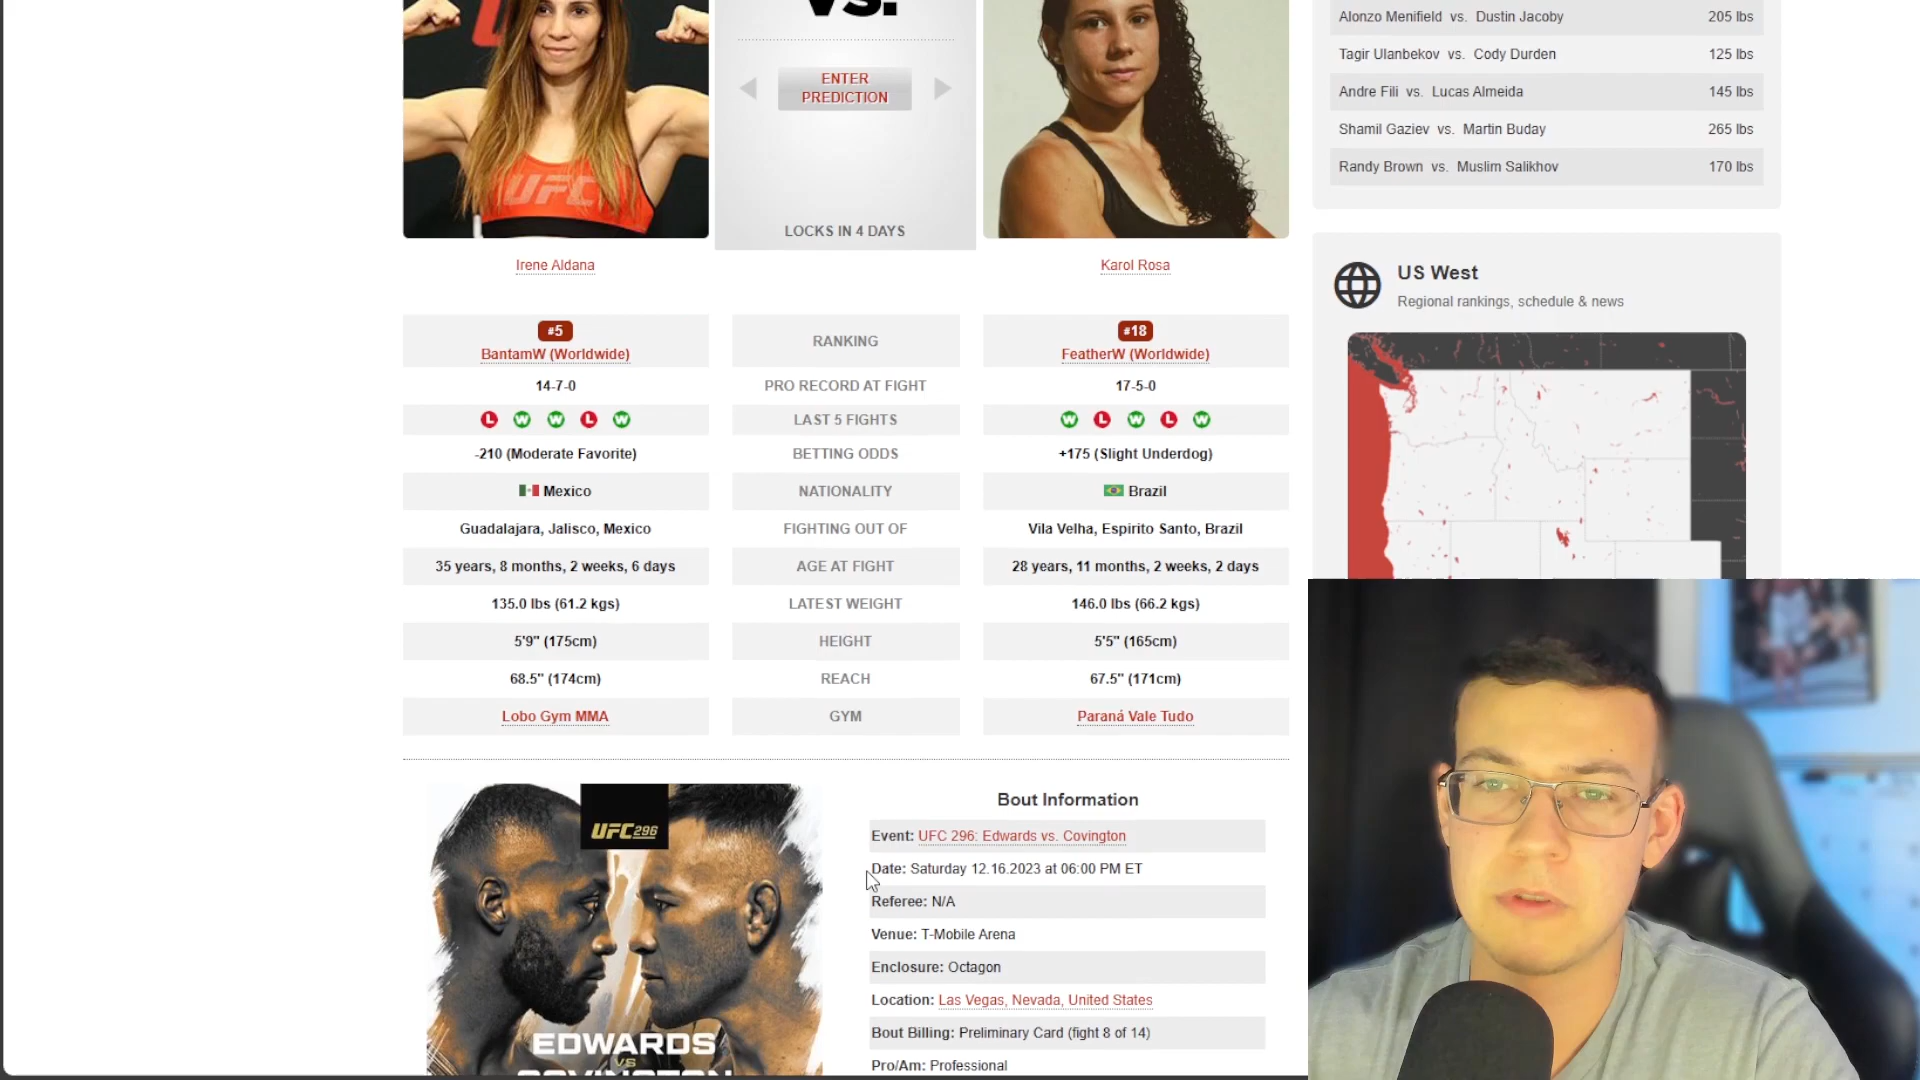 vs.
ENTER
PREDICTION
LOCKS IN 4 DAYS
UFC
Irene Aldana
Karol Rosa
#5
BantamW (Worldwide)
RANKING
#18
FeatherW (Worldwide)
14-7-0
PRO RECORD AT FIGHT
17-5-0
L W W L W
LAST 5 FIGHTS
W L W L W
-210 (Moderate Favorite)
BETTING ODDS
+175 (Slight Underdog)
Mexico
NATIONALITY
Brazil
Guadalajara, Jalisco, Mexico
FIGHTING OUT OF
Vila Velha, Espirito Santo, Brazil
35 years, 8 months, 2 weeks, 6 days
AGE AT FIGHT
28 years, 11 months, 2 weeks, 2 days
135.0 lbs (61.2 kgs)
LATEST WEIGHT
146.0 lbs (66.2 kgs)
5'9" (175cm)
HEIGHT
5'5" (165cm)
68.5" (174cm)
REACH
67.5" (171cm)
Lobo Gym MMA
GYM
Paraná Vale Tudo
UFC 296
EDWARDS
VS
COVINGTON
Bout Information
Event: UFC 296: Edwards vs. Covington
Date: Saturday 12.16.2023 at 06:00 PM ET
Referee: N/A
Venue: T-Mobile Arena
Enclosure: Octagon
Location: Las Vegas, Nevada, United States
Bout Billing: Preliminary Card (fight 8 of 14)
Pro/Am: Professional
Alonzo Menifield vs. Dustin Jacoby 205 lbs
Tagir Ulanbekov vs. Cody Durden 125 lbs
Andre Fili vs. Lucas Almeida 145 lbs
Shamil Gaziev vs. Martin Buday 265 lbs
Randy Brown vs. Muslim Salikhov 170 lbs
US West
Regional rankings, schedule & news